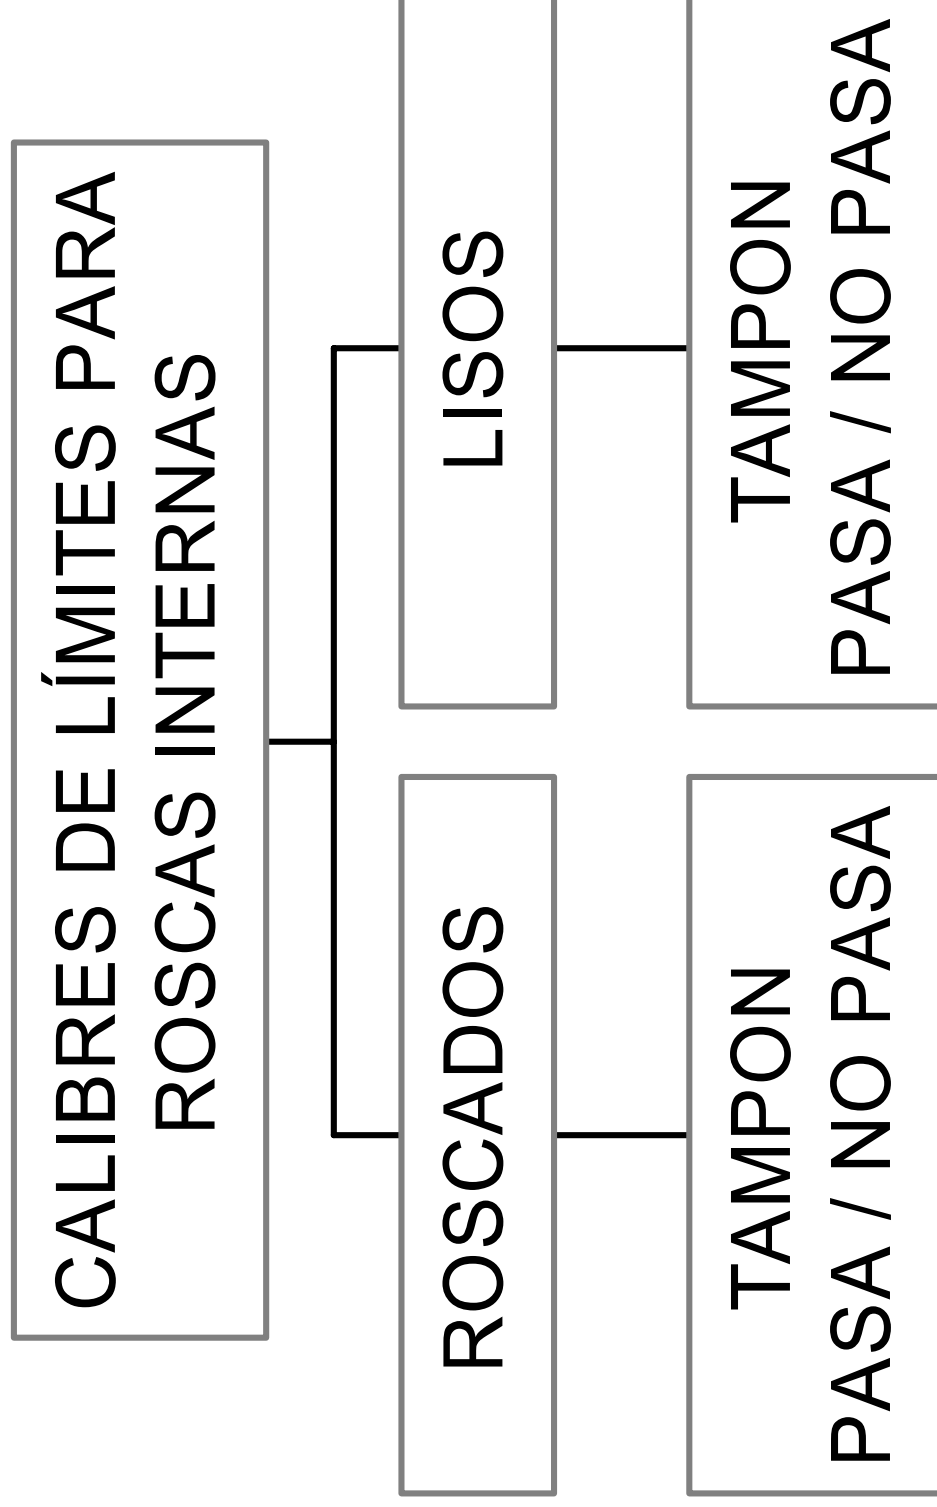 CALIBRES DE LÍMITES PARA
ROSCAS INTERNAS
ROSCADOS
LISOS
TAMPON
PASA / NO PASA
TAMPON
PASA / NO PASA